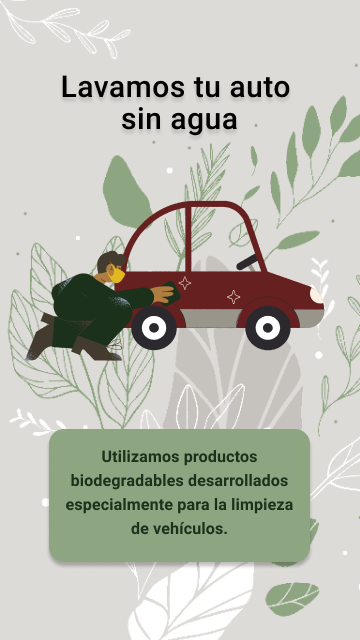 Lavamos tu auto
sin agua
Utilizamos productos
biodegradables desarrollados
especialmente para la limpieza
de vehículos.